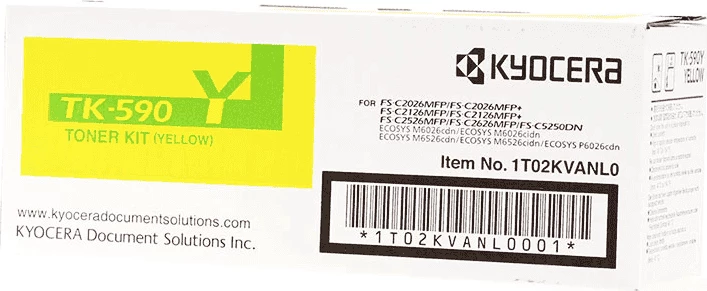 TK-590 Y
TONER KIT (YELLOW)
www.kyoceradocumentsolutions.com
KYOCERA Document Solutions Inc.
KYOCERA
FOR FS-C2026MFP/FS-C2026MFP+
FS-C2126MFP/FS-C2126MFP+
FS-C2526MFP/FS-C2626MFP/FS-C5250DN
ECOSYS M6026cdn/ECOSYS M6026cidn
ECOSYS M6526cdn/ECOSYS M6526cidn/ECOSYS P6026cdn
Item No. 1T02KVANL0
*1T02KVANL0001*
TK-590Y
YELLOW